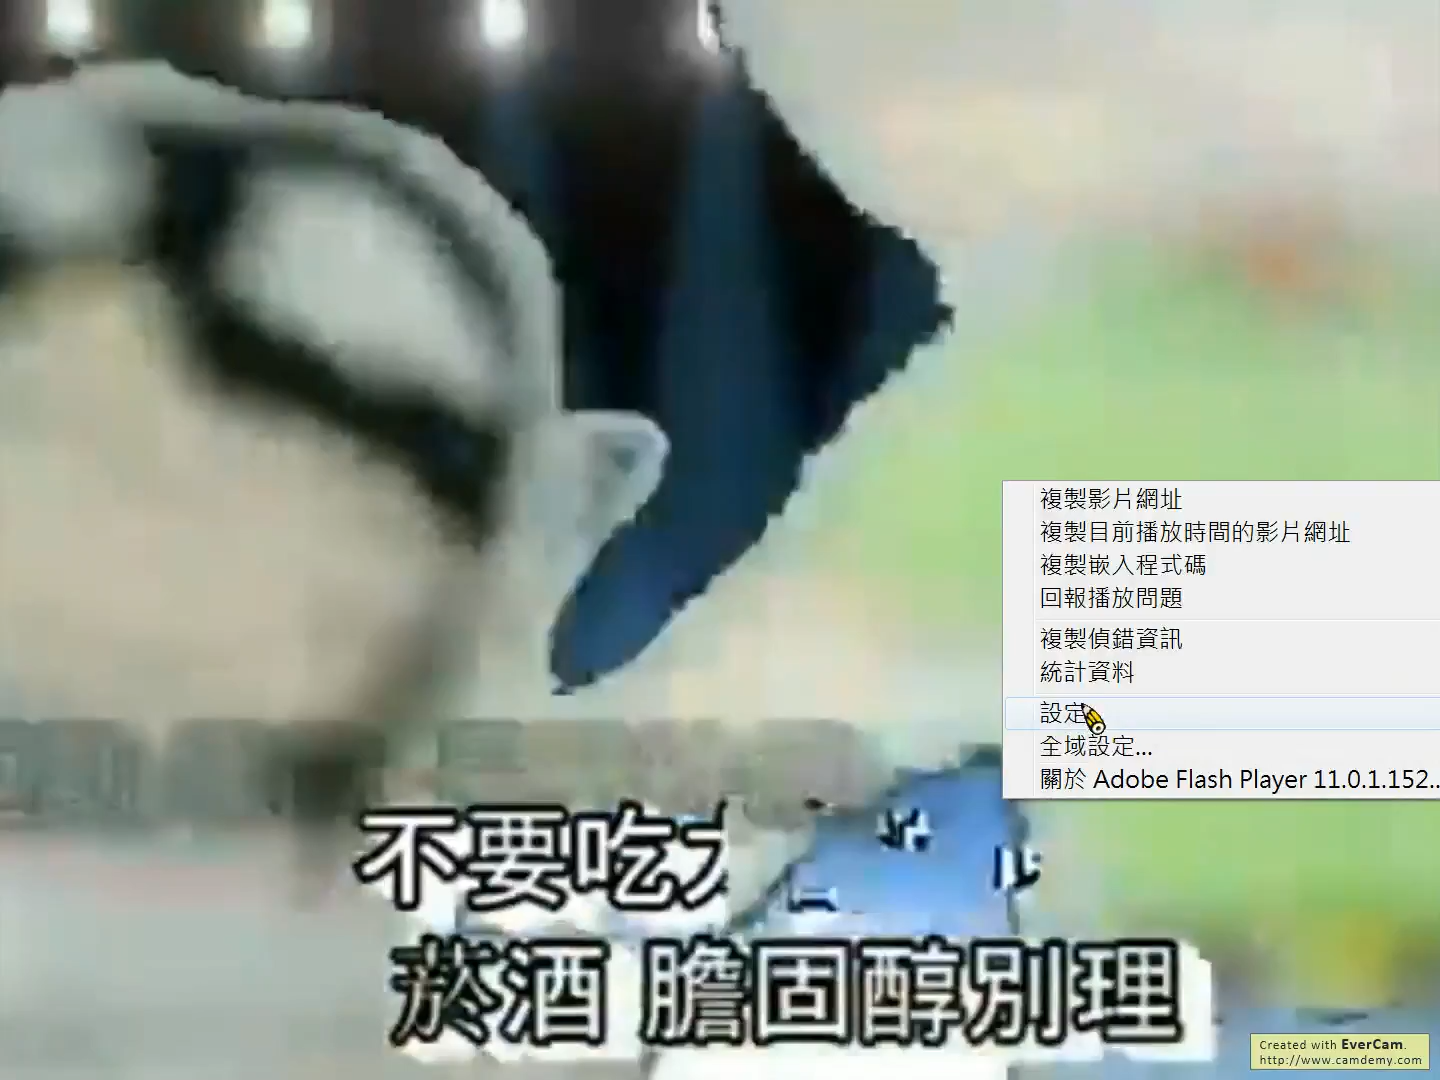 複製影片網址
複製目前播放時間的影片網址
複製嵌入程式碼
回報播放問題
複製偵錯資訊
統計資料
設定
全域設定...
關於 Adobe Flash Player 11.0.1.152...
不要吃
菸酒 膽固醇別理
Created with EverCam.
http://www.camdemy.com